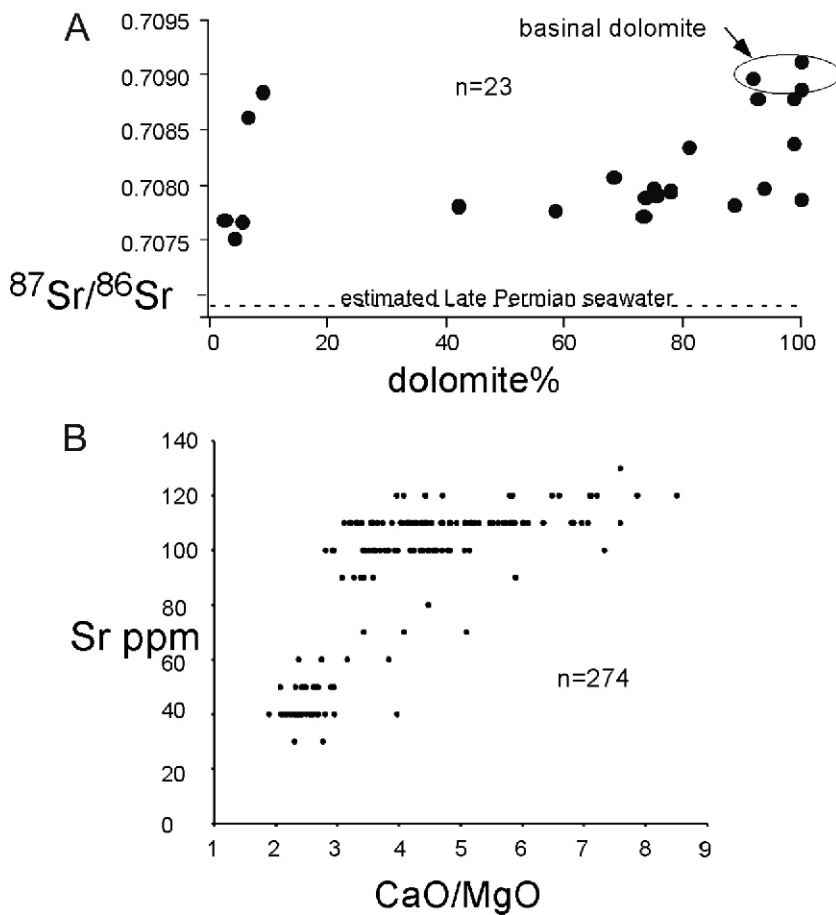 A
0.7095
basinal dolomite
0.7090
n=23
0.7085
0.7080
0.7075
87Sr/86Sr
estimated Late Permian seawater
0 20 40 60 80 100
dolomite%
B
140
120
100
80
Sr ppm
60
n=274
40
20
0
1 2 3 4 5 6 7 8 9
CaO/MgO